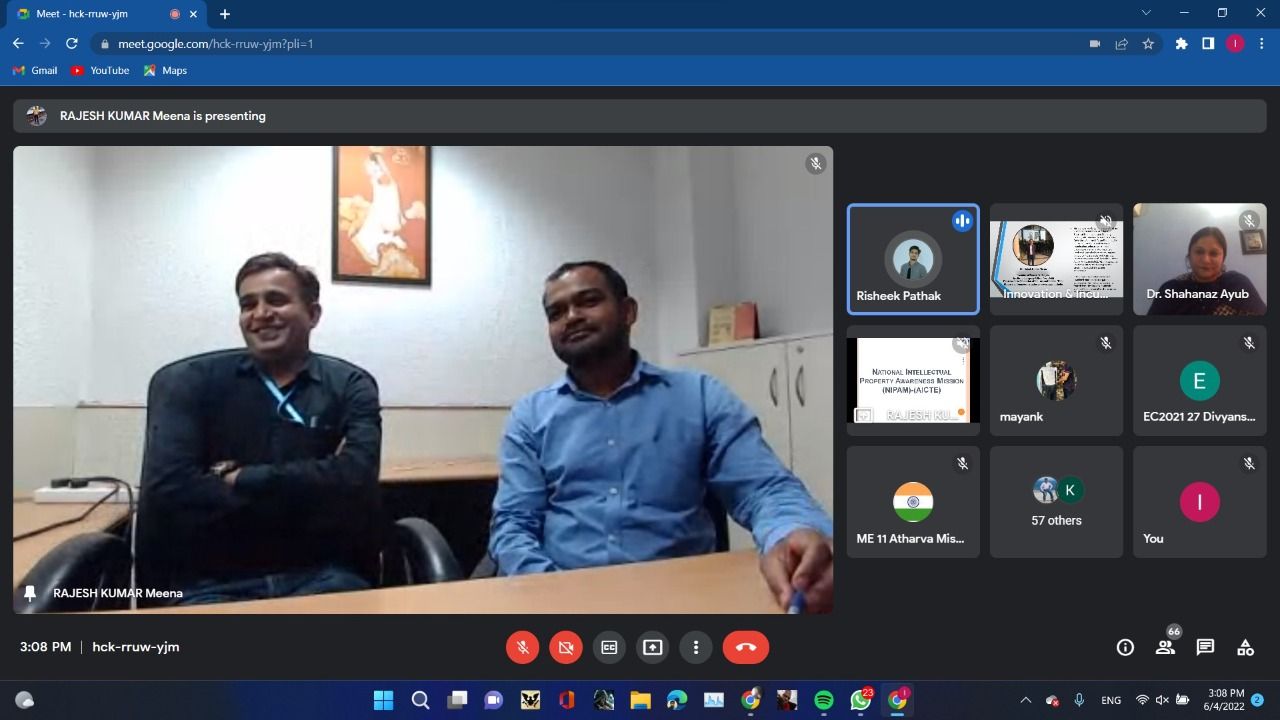 Meet - hck-rruw-yjm
meet.google.com/hck-rruw-yjm?pli=1
I
Gmail
YouTube
Maps
RAJESH KUMAR Meena is presenting
RAJESH KUMAR Meena
Risheek Pathak
Innovation & Incu...
Dr. Shahanaz Ayub
NATIONAL INTELLECTUAL
PROPERTY AWARENESS MISSION
(NIPAM)-(AICTE)
RAJESH KU...
mayank
E
EC2021 27 Divyans...
ME 11 Atharva Mis...
K
57 others
I
You
3:08 PM | hck-rruw-yjm
CC
66
23
I
ENG
3:08 PM
6/4/2022
2